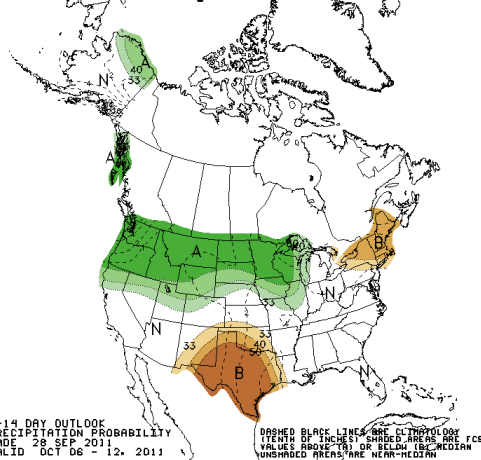 A
40
N
33
A
A
60
B
33
N
N
33
33
40
50
B
N
-14 DAY OUTLOOK
RECIPITATION PROBABILITY
ADE 28 SEP 2011
ALID OCT 06 - 12, 2011
DASHED BLACK LINES ARE CLIMATOLOGY
(TENTH OF INCHES) SHADED AREAS ARE FCS
VALUES ABOVE (A) OR BELOW (B) MEDIAN
UNSHADED AREAS ARE NEAR-MEDIAN